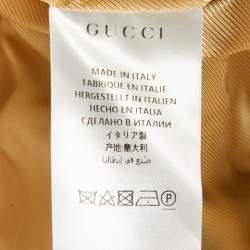 GUCCI
MADE IN ITALY
FABRIQUÉ EN ITALIE
HERGESTELLT IN ITALIEN
HECHO EN ITALIA
СДЕЛАНО В ИТАЛИИ
イタリア製
产地:意大利
صنع في إيطاليا
P